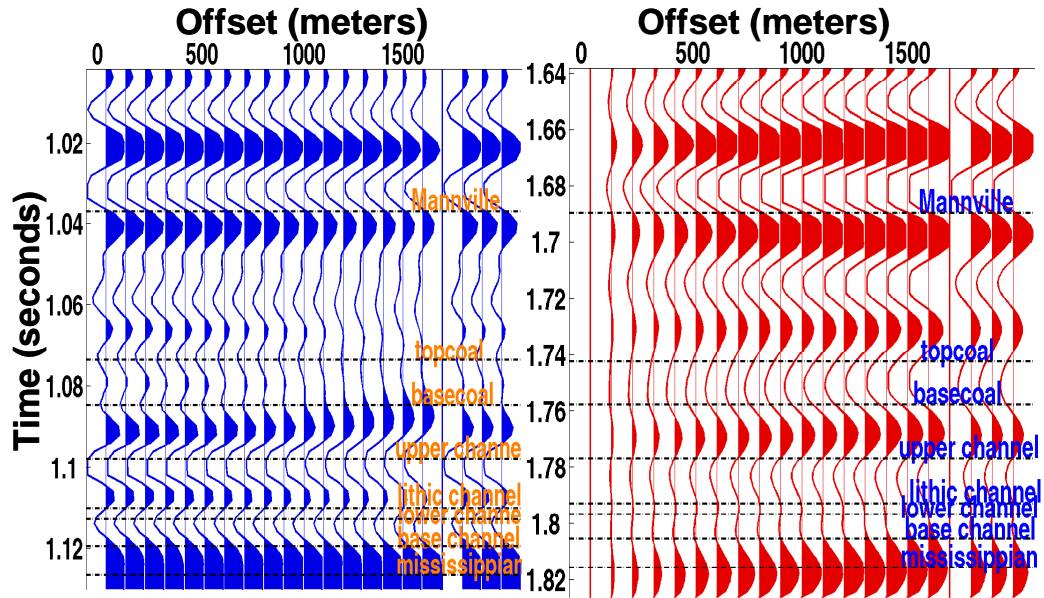 Offset (meters)
0 500 1000 1500
Time (seconds)
1.02
1.04
1.06
1.08
1.1
1.12
Mannville
topcoal
basecoal
upper channe
lithic channel
lower channe
base channel
mississippian
Offset (meters)
0 500 1000 1500
1.64
1.66
1.68
1.7
1.72
1.74
1.76
1.78
1.8
1.82
Mannville
topcoal
basecoal
upper channel
lithic channel
lower channel
base channel
mississippian